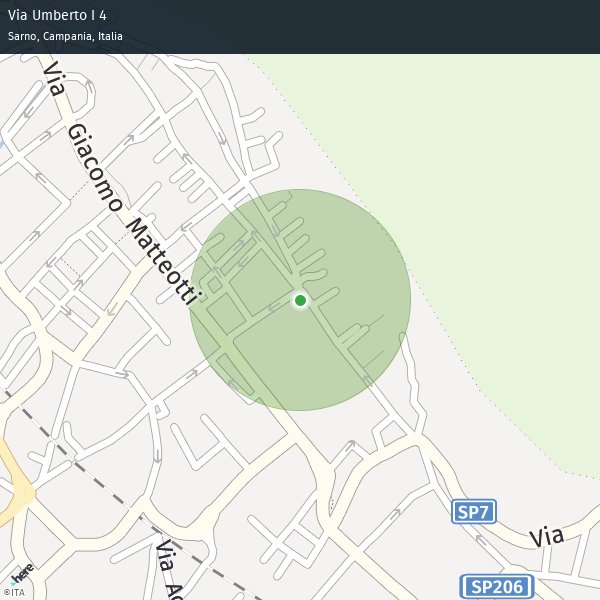 Via Umberto I 4
Sarno, Campania, Italia
Via Giacomo Matteotti
SP7
Via
Via
SP206
here
©ITA